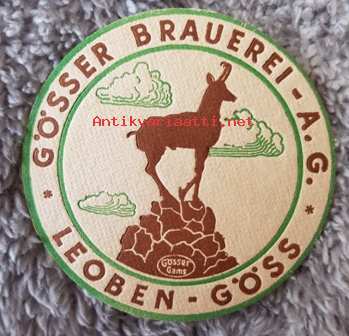 GÖSSER BRAUEREI-A.G.
* LEOBEN-GÖSS *
Gösser
Gams
Antikvariaatti.net